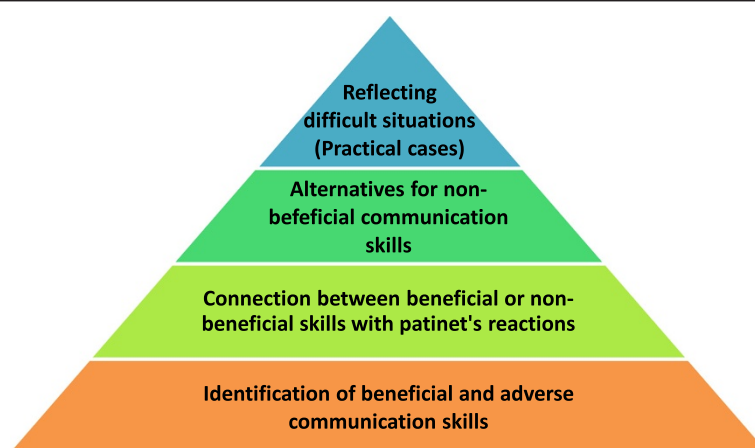 Reflecting
difficult situations
(Practical cases)
Alternatives for non-
befeficial communication
skills
Connection between beneficial or non-
beneficial skills with patinet's reactions
Identification of beneficial and adverse
communication skills